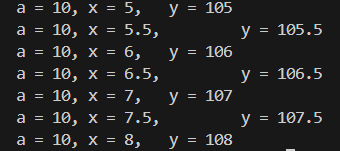 a = 10, x = 5,   y = 105
a = 10, x = 5.5,         y = 105.5
a = 10, x = 6,   y = 106
a = 10, x = 6.5,         y = 106.5
a = 10, x = 7,   y = 107
a = 10, x = 7.5,         y = 107.5
a = 10, x = 8,   y = 108